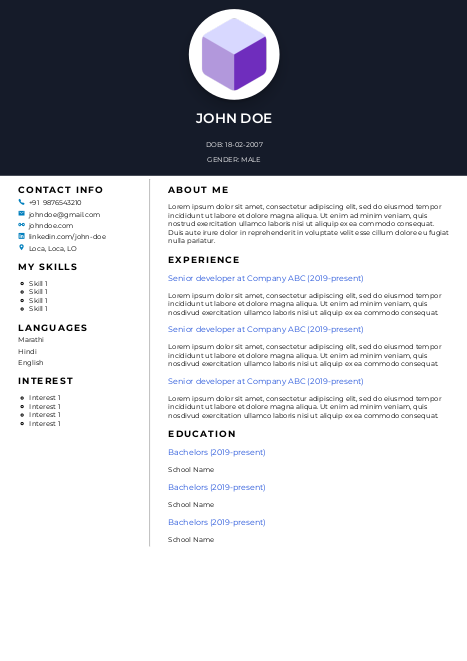 JOHN DOE
DOB: 18-02-2007
GENDER: MALE
CONTACT INFO
+91 9876543210
johndoe@gmail.com
johndoe.com
linkedin.com/john-doe
Loca, Loca, LO
MY SKILLS
Skill 1
Skill 1
Skill 1
Skill 1
LANGUAGES
Marathi
Hindi
English
INTEREST
Interest 1
Interest 1
Interest 1
Interest 1
ABOUT ME
Lorem ipsum dolor sit amet, consectetur adipiscing elit, sed do eiusmod tempor
incididunt ut labore et dolore magna aliqua. Ut enim ad minim veniam, quis
nostrud exercitation ullamco laboris nisi ut aliquip ex ea commodo consequat.
Duis aute irure dolor in reprehenderit in voluptate velit esse cillum dolore eu fugiat
nulla pariatur.
EXPERIENCE
Senior developer at Company ABC (2019-present)
Lorem ipsum dolor sit amet, consectetur adipiscing elit, sed do eiusmod tempor
incididunt ut labore et dolore magna aliqua. Ut enim ad minim veniam, quis
nosdivud exercitation ullamco laboris nisi ut aliquip ex ea commodo consequat.
Senior developer at Company ABC (2019-present)
Lorem ipsum dolor sit amet, consectetur adipiscing elit, sed do eiusmod tempor
incididunt ut labore et dolore magna aliqua. Ut enim ad minim veniam, quis
nosdivud exercitation ullamco laboris nisi ut aliquip ex ea commodo consequat.
Senior developer at Company ABC (2019-present)
Lorem ipsum dolor sit amet, consectetur adipiscing elit, sed do eiusmod tempor
incididunt ut labore et dolore magna aliqua. Ut enim ad minim veniam, quis
nosdivud exercitation ullamco laboris nisi ut aliquip ex ea commodo consequat.
EDUCATION
Bachelors (2019-present)
School Name
Bachelors (2019-present)
School Name
Bachelors (2019-present)
School Name